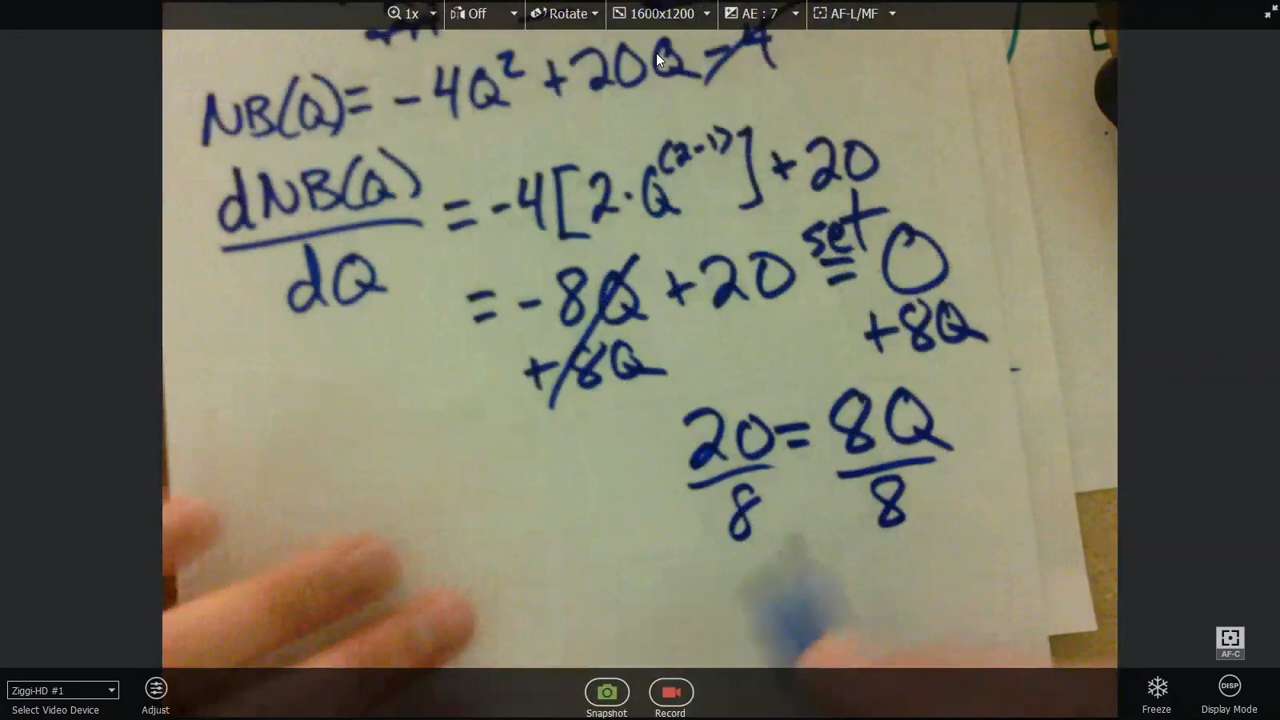 1x Off Rotate 1600x1200 AE : 7 AF-L/MF
NB(Q)= -4Q² +20Q
dNB(Q)/dQ = -4[2·Q^(2-1)] +20
= -8Q +20 set= 0
+8Q +8Q
20/8 = 8Q/8
AF-C
Ziggi-HD #1
Select Video Device Adjust Snapshot Record Freeze DISP Display Mode